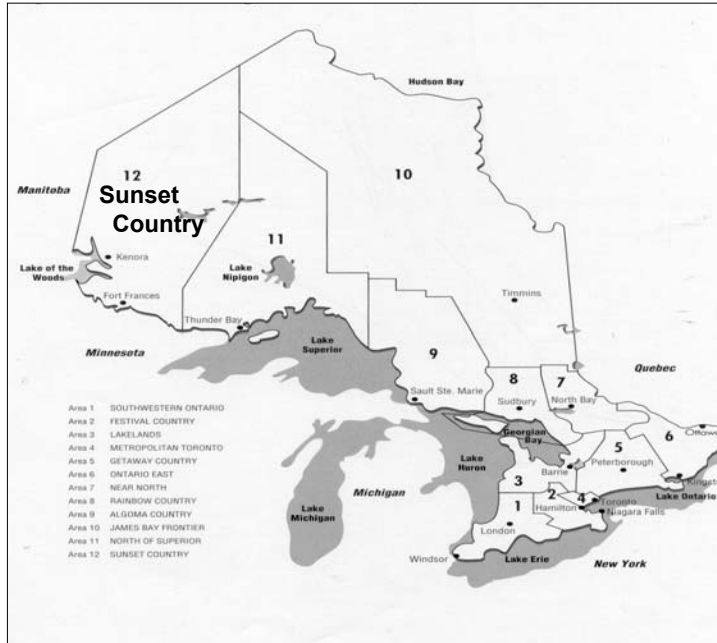 Hudson Bay
10
12
Sunset
Country
Manitoba
11
Kenora
Lake of the
Woods
Lake
Nipigon
Fort Frances
Timmins
Thunder Bay
Lake
Superior
Minnesota
9
8
7
Quebec
Sault Ste. Marie
Sudbury
North Bay
Georgian
Bay
6
Ottawa
5
Lake
Huron
Barrie
Peterborough
3
Kingston
Michigan
2
4
Toronto
Lake Ontario
Lake
Michigan
1
Hamilton
Niagara Falls
London
Windsor
Lake Erie
New York
Area 1 SOUTHWESTERN ONTARIO
Area 2 FESTIVAL COUNTRY
Area 3 LAKELANDS
Area 4 METROPOLITAN TORONTO
Area 5 GETAWAY COUNTRY
Area 6 ONTARIO EAST
Area 7 NEAR NORTH
Area 8 RAINBOW COUNTRY
Area 9 ALGOMA COUNTRY
Area 10 JAMES BAY FRONTIER
Area 11 NORTH OF SUPERIOR
Area 12 SUNSET COUNTRY